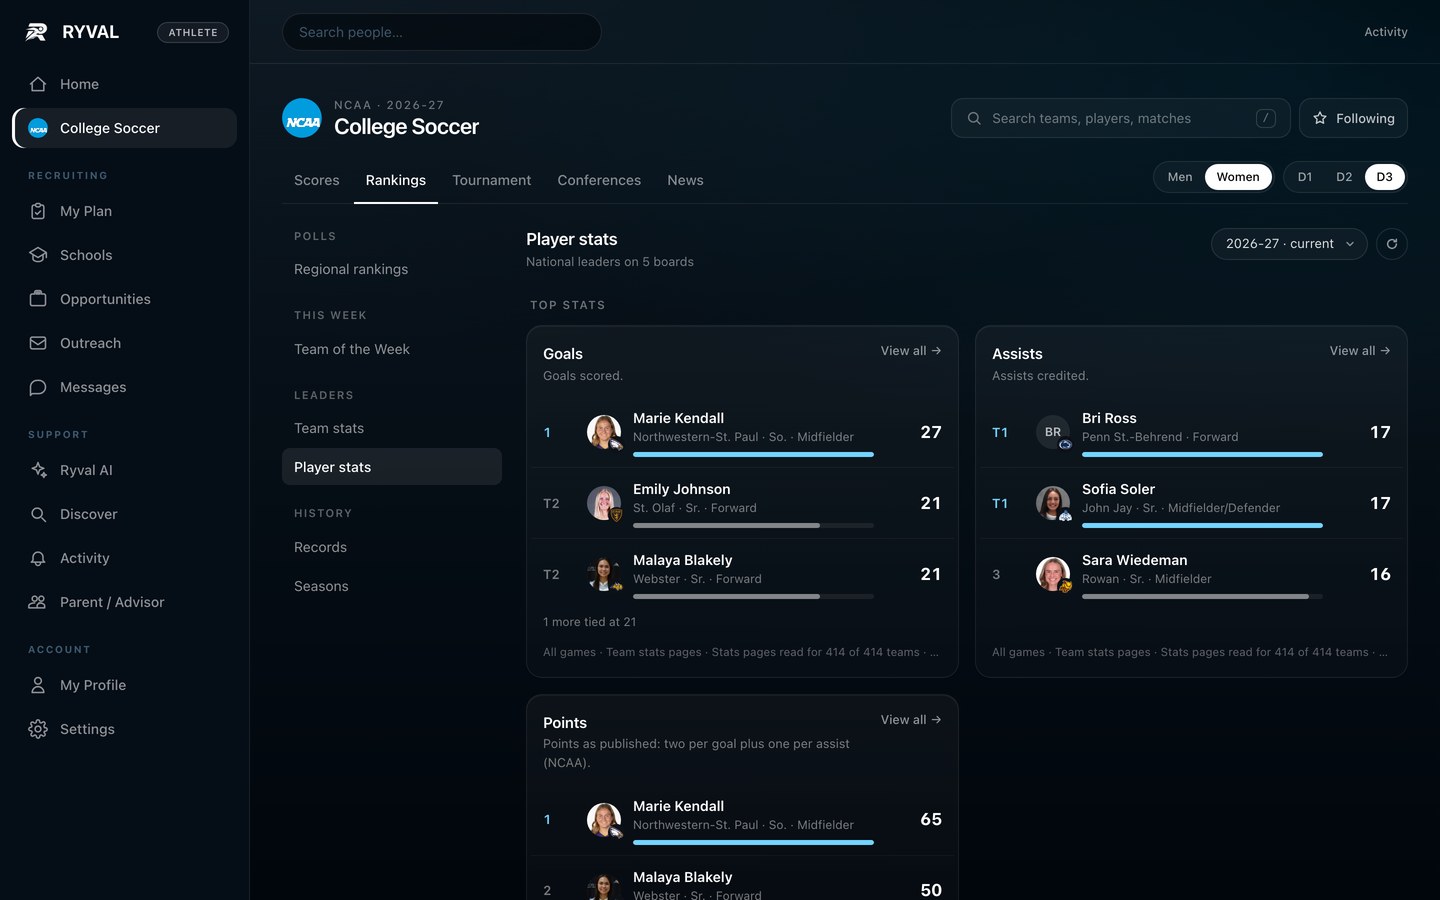 RYVAL
ATHLETE
Search people...
Activity
Home
NCAA
College Soccer
RECRUITING
My Plan
Schools
Opportunities
Outreach
Messages
SUPPORT
Ryval AI
Discover
Activity
Parent / Advisor
ACCOUNT
My Profile
Settings
NCAA
NCAA · 2026-27
College Soccer
Search teams, players, matches
/
Following
Scores
Rankings
Tournament
Conferences
News
Men
Women
D1
D2
D3
POLLS
Regional rankings
THIS WEEK
Team of the Week
LEADERS
Team stats
Player stats
HISTORY
Records
Seasons
Player stats
National leaders on 5 boards
2026-27 · current
TOP STATS
Goals
View all →
Goals scored.
1
Marie Kendall
Northwestern-St. Paul · So. · Midfielder
27
T2
Emily Johnson
St. Olaf · Sr. · Forward
21
T2
Malaya Blakely
Webster · Sr. · Forward
21
1 more tied at 21
All games · Team stats pages · Stats pages read for 414 of 414 teams · ...
Assists
View all →
Assists credited.
T1
BR
Bri Ross
Penn St.-Behrend · Forward
17
T1
Sofia Soler
John Jay · Sr. · Midfielder/Defender
17
3
Sara Wiedeman
Rowan · Sr. · Midfielder
16
All games · Team stats pages · Stats pages read for 414 of 414 teams · ...
Points
View all →
Points as published: two per goal plus one per assist
(NCAA).
1
Marie Kendall
Northwestern-St. Paul · So. · Midfielder
65
2
Malaya Blakely
Webster · Sr. · Forward
50